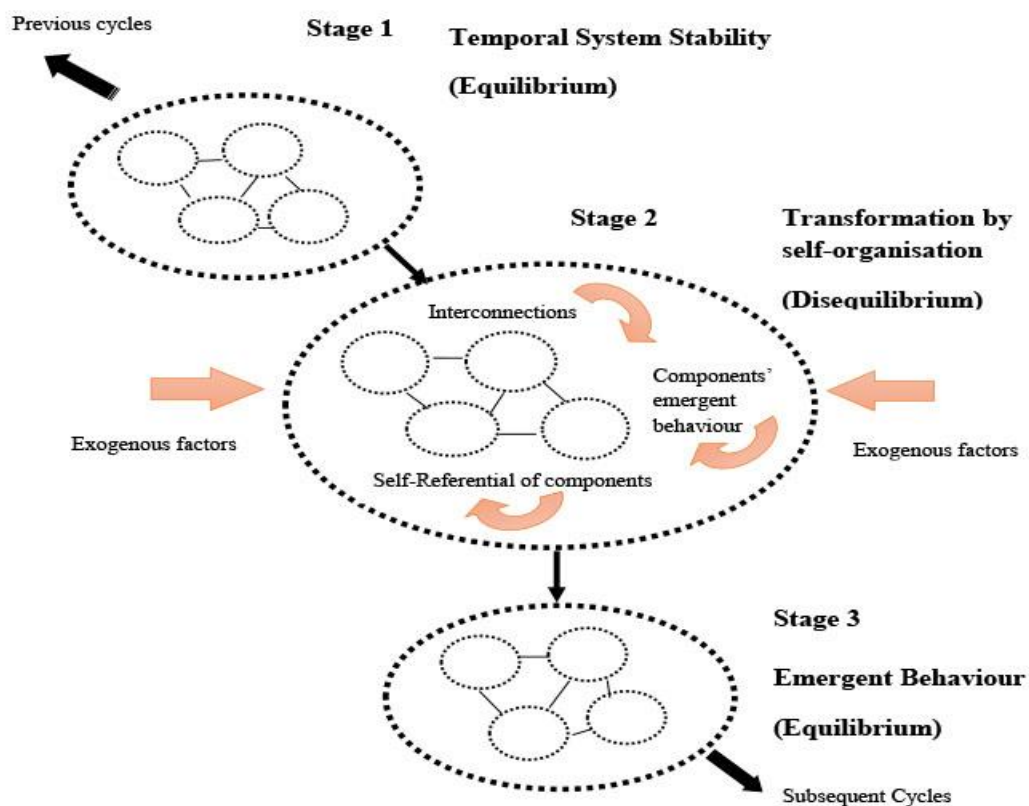 Previous cycles
Stage 1
Temporal System Stability
(Equilibrium)
Stage 2
Transformation by
self-organisation
(Disequilibrium)
Interconnections
Components'
emergent
behaviour
Exogenous factors
Exogenous factors
Self-Referential of components
Stage 3
Emergent Behaviour
(Equilibrium)
Subsequent Cycles